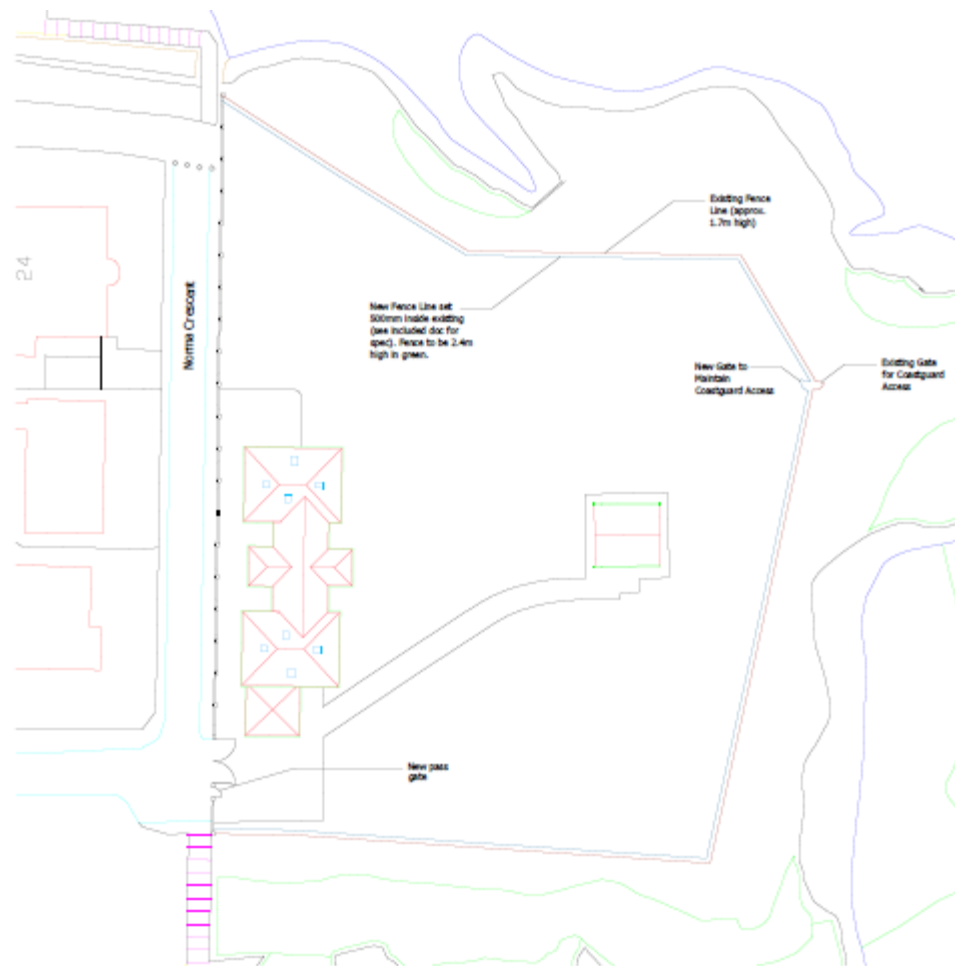 Existing Fence
Line (approx.
1.7m high)
24
Norma Crescent
New Fence Line set
500mm inside existing
(see included doc for
spec). Fence to be 2.4m
high in green.
New Gate to
Maintain
Coastguard Access
Existing Gate
for Coastguard
Access
New pass
gate